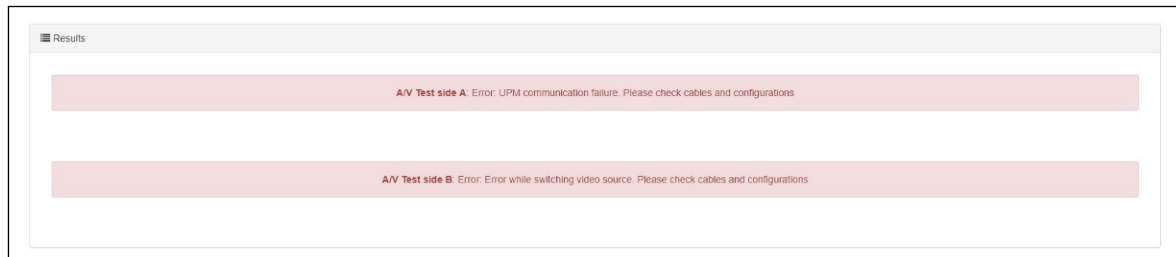 Results
A/V Test side A: Error: UPM communication failure. Please check cables and configurations
A/V Test side B: Error: Error while switching video source. Please check cables and configurations